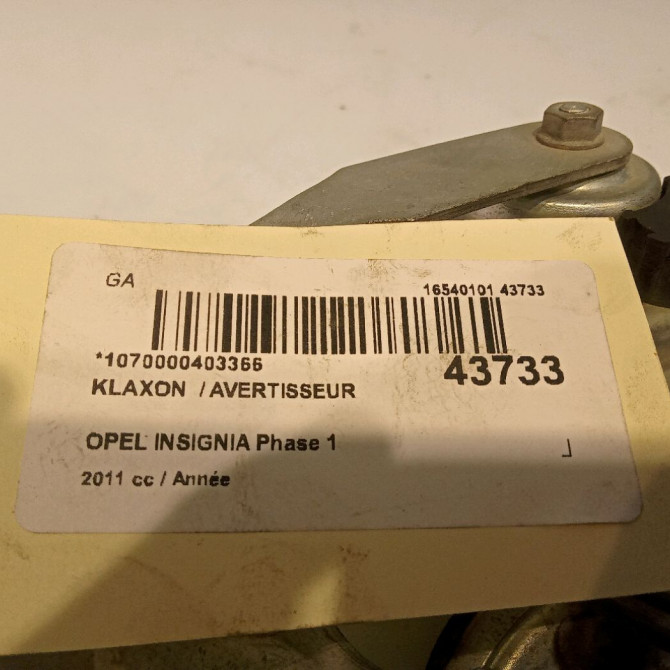 GA
16540101 43733
*1070000403366
43733
KLAXON / AVERTISSEUR
OPEL INSIGNIA Phase 1
2011 cc / Année